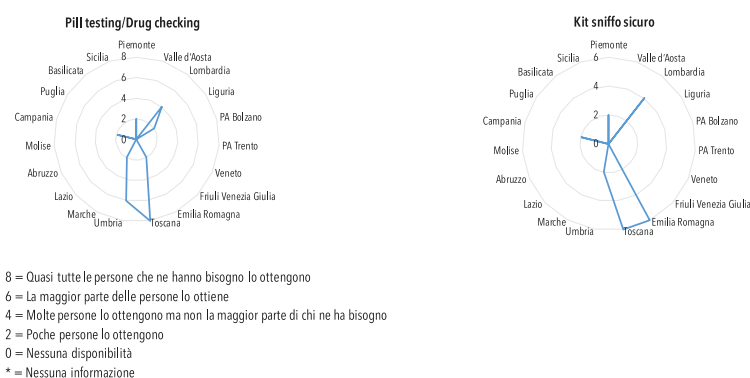 Pill testing/Drug checking
Piemonte
8
Valle d'Aosta
Sicilia
Lombardia
Basilicata
6
Liguria
Puglia
4
Campania
PA Bolzano
2
Molise
0
PA Trento
Abruzzo
Veneto
Lazio
Friuli Venezia Giulia
Marche
Emilia Romagna
Umbria
Toscana
Kit sniffo sicuro
Piemonte
6
Valle d'Aosta
Sicilia
Lombardia
Basilicata
4
Liguria
Puglia
2
Campania
PA Bolzano
0
Molise
PA Trento
Abruzzo
Veneto
Lazio
Friuli Venezia Giulia
Marche
Emilia Romagna
Umbria
Toscana
8 = Quasi tutte le persone che ne hanno bisogno lo ottengono
6 = La maggior parte delle persone lo ottiene
4 = Molte persone lo ottengono ma non la maggior parte di chi ne ha bisogno
2 = Poche persone lo ottengono
0 = Nessuna disponibilità
* = Nessuna informazione